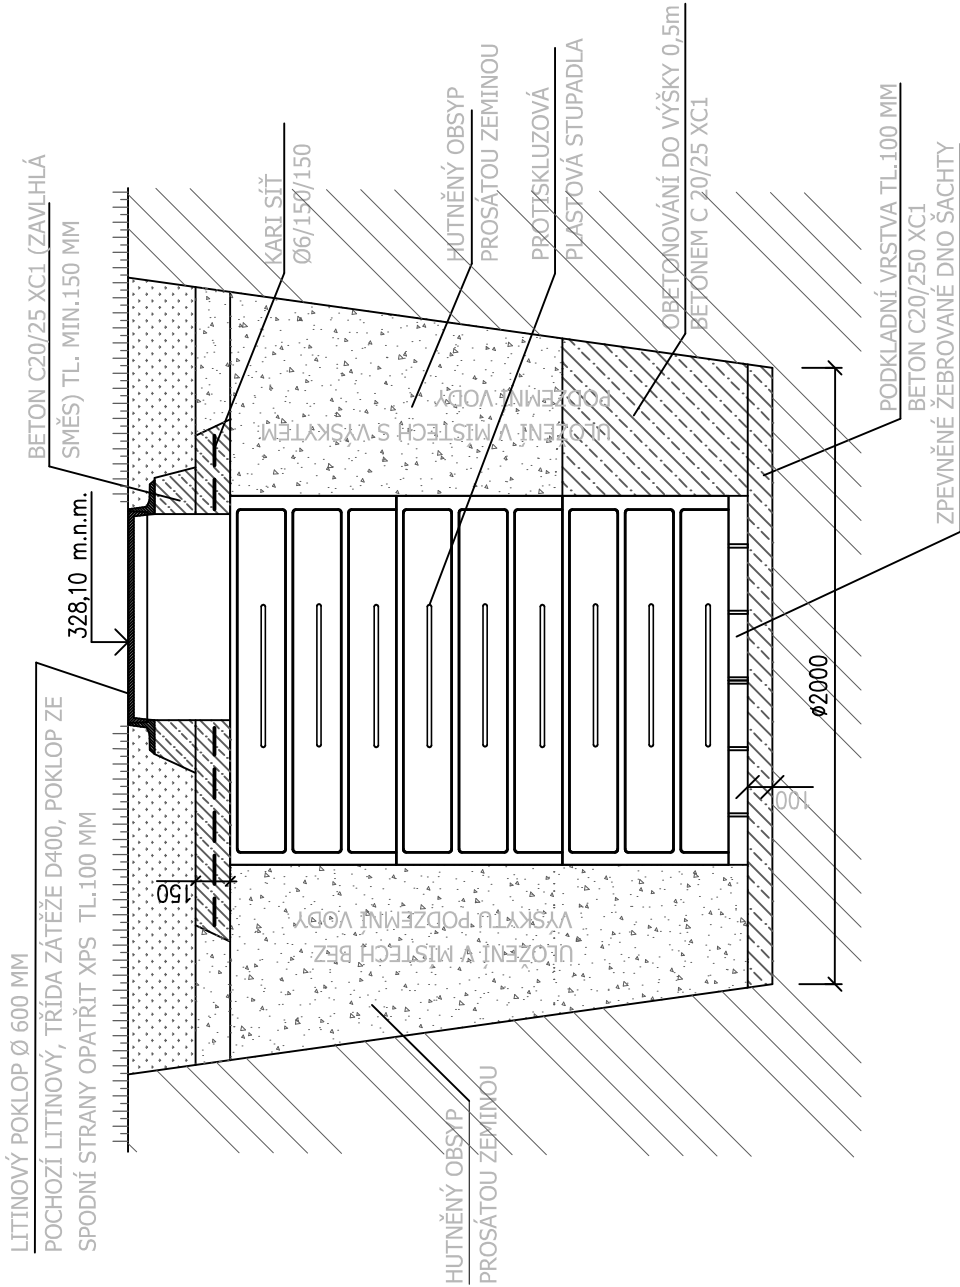 LITINOVÝ POKLOP Ø 600 MM
POCHOZÍ LITINOVÝ, TŘÍDA ZÁTĚŽE D400, POKLOP ZE
SPODNÍ STRANY OPATŘIT XPS TL.100 MM
328,10 m.n.m.
BETON C20/25 XC1 (ZAVLHLÁ
SMĚS) TL. MIN.150 MM
KARI SÍŤ
Ø6/150/150
HUTNĚNÝ OBSYP
PROSÁTOU ZEMINOU
PROTISKLUZOVÁ
PLASTOVÁ STUPADLA
OBETONOVÁNÍ DO VÝŠKY 0,5m
BETONEM C 20/25 XC1
PODKLADNÍ VRSTVA TL.100 MM
BETON C20/250 XC1
ZPEVNĚNÉ ŽEBROVANÉ DNO ŠACHTY
ULOŽENÍ V MÍSTECH S VÝSKYTEM
PODZEMNÍ VODY
150
ULOŽENÍ V MÍSTECH BEZ
VÝSKYTU PODZEMNÍ VODY
HUTNĚNÝ OBSYP
PROSÁTOU ZEMINOU
100
ø2000